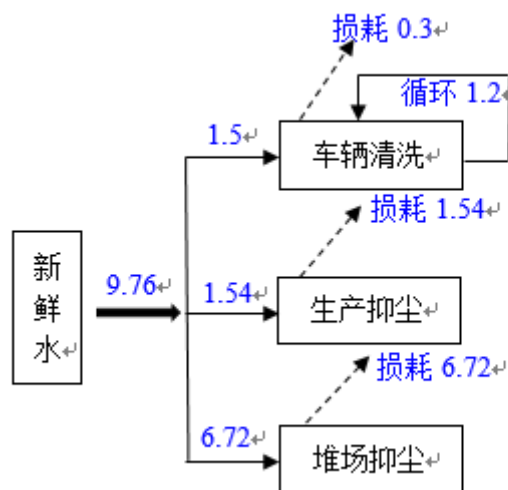 损耗 0.3
循环 1.2
1.5
车辆清洗
损耗 1.54
新鲜水
9.76
1.54
生产抑尘
损耗 6.72
6.72
堆场抑尘